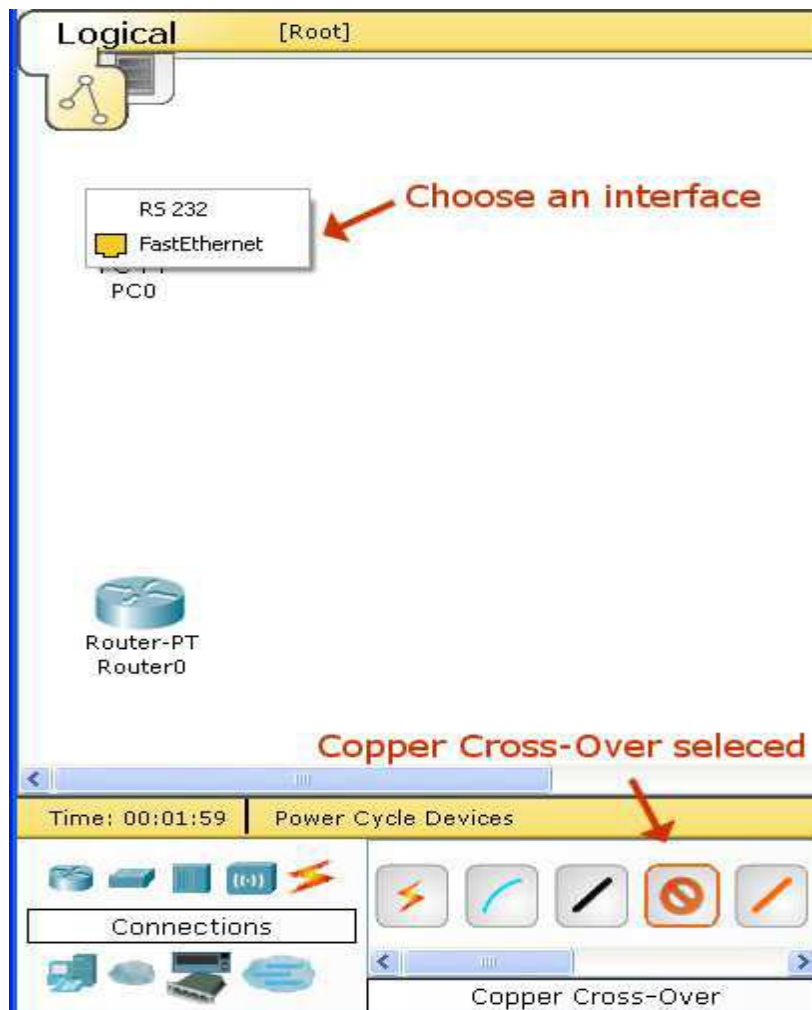 Logical [Root]
Choose an interface
RS 232
FastEthernet
PC0
Router-PT
Router0
Copper Cross-Over seleced
Time: 00:01:59 Power Cycle Devices
Connections
Copper Cross-Over